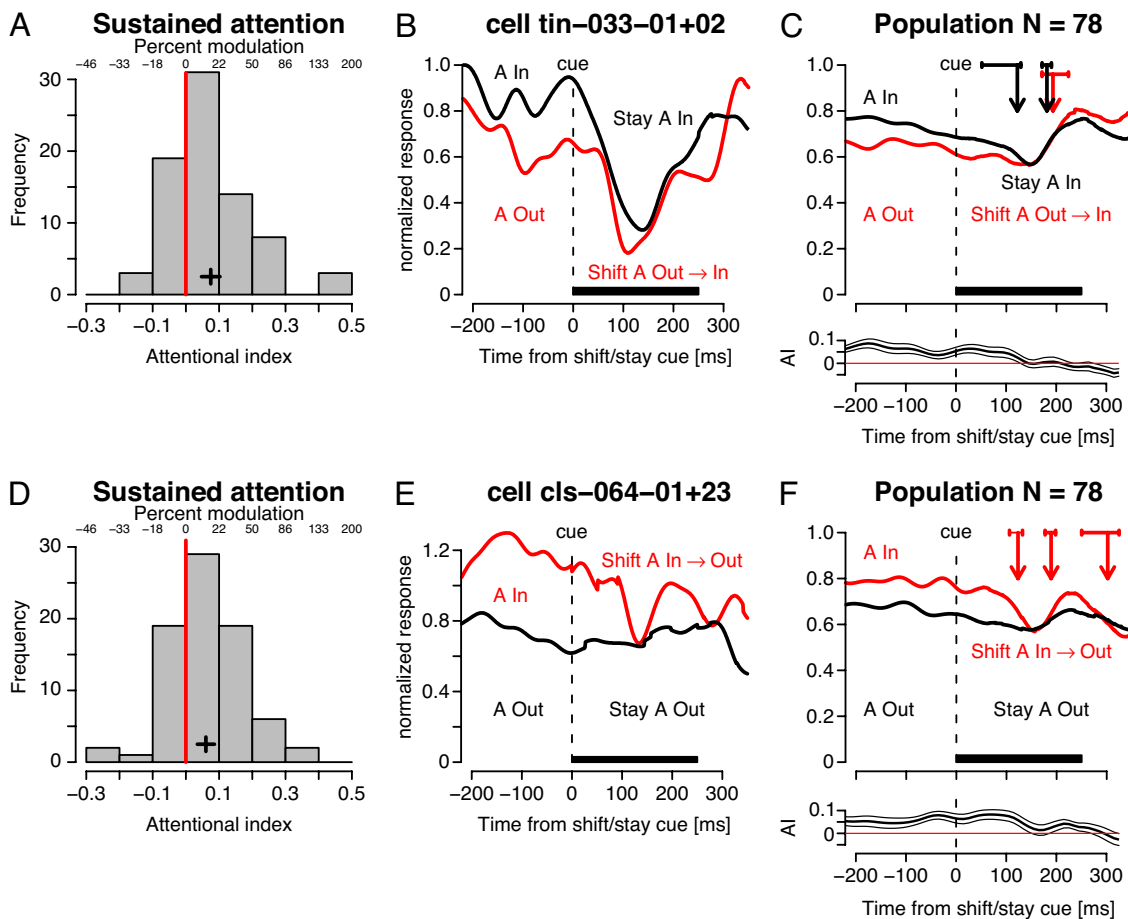 A
Sustained attention
Percent modulation
−46 −33 −18 0 22 50 86 133 200
Frequency
30
20
10
0
−0.3 −0.1 0.1 0.3 0.5
Attentional index
B
cell tin−033−01+02
cue
A In
Stay A In
A Out
Shift A Out → In
normalized response
1.0
0.8
0.6
0.4
0.2
0
−200 −100 0 100 200 300
Time from shift/stay cue [ms]
C
Population N = 78
cue
A In
Stay A In
A Out
Shift A Out → In
1.0
0.8
0.6
0.4
0.2
0
AI
0.1
0
−200 −100 0 100 200 300
Time from shift/stay cue [ms]
D
Sustained attention
Percent modulation
−46 −33 −18 0 22 50 86 133 200
Frequency
30
20
10
0
−0.3 −0.1 0.1 0.3 0.5
Attentional index
E
cell cls−064−01+23
cue
Shift A In → Out
A In
A Out
Stay A Out
normalized response
1.2
0.8
0.4
0
−200 −100 0 100 200 300
Time from shift/stay cue [ms]
F
Population N = 78
cue
A In
Shift A In → Out
A Out
Stay A Out
1.0
0.8
0.6
0.4
0.2
0
AI
0.1
0
−200 −100 0 100 200 300
Time from shift/stay cue [ms]